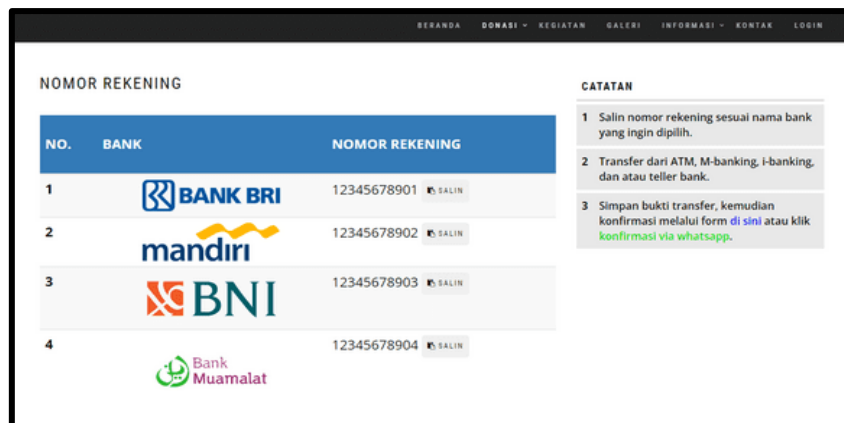 BERANDA DONASI KEGIATAN GALERI INFORMASI KONTAK LOGIN
NOMOR REKENING
NO. BANK NOMOR REKENING
1 BANK BRI 12345678901 SALIN
2 mandiri 12345678902 SALIN
3 BNI 12345678903 SALIN
4 Bank Muamalat 12345678904 SALIN
CATATAN
1 Salin nomor rekening sesuai nama bank
yang ingin dipilih.
2 Transfer dari ATM, M-banking, i-banking,
dan atau teller bank.
3 Simpan bukti transfer, kemudian
konfirmasi melalui form di sini atau klik
konfirmasi via whatsapp.